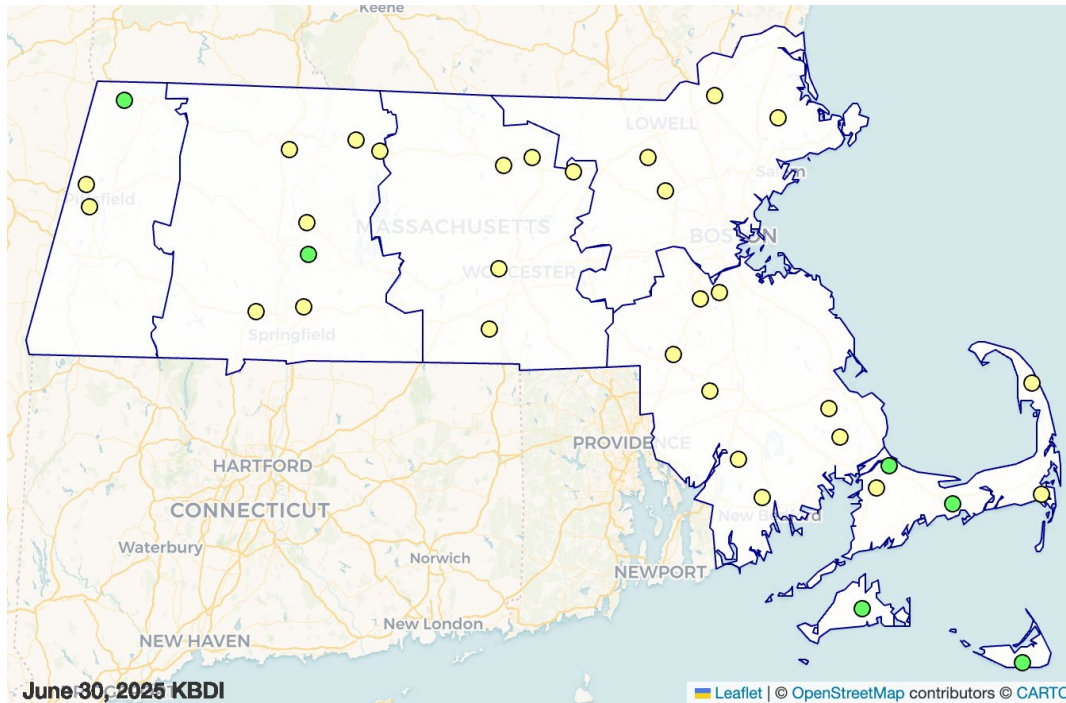 Keene
LOWELL
Salem
Pittsfield
MASSACHUSETTS
BOSTON
WORCESTER
Springfield
PROVIDENCE
HARTFORD
CONNECTICUT
New Bedford
Waterbury
Norwich
NEWPORT
New London
NEW HAVEN
June 30, 2025 KBDI
Leaflet | © OpenStreetMap contributors © CARTO